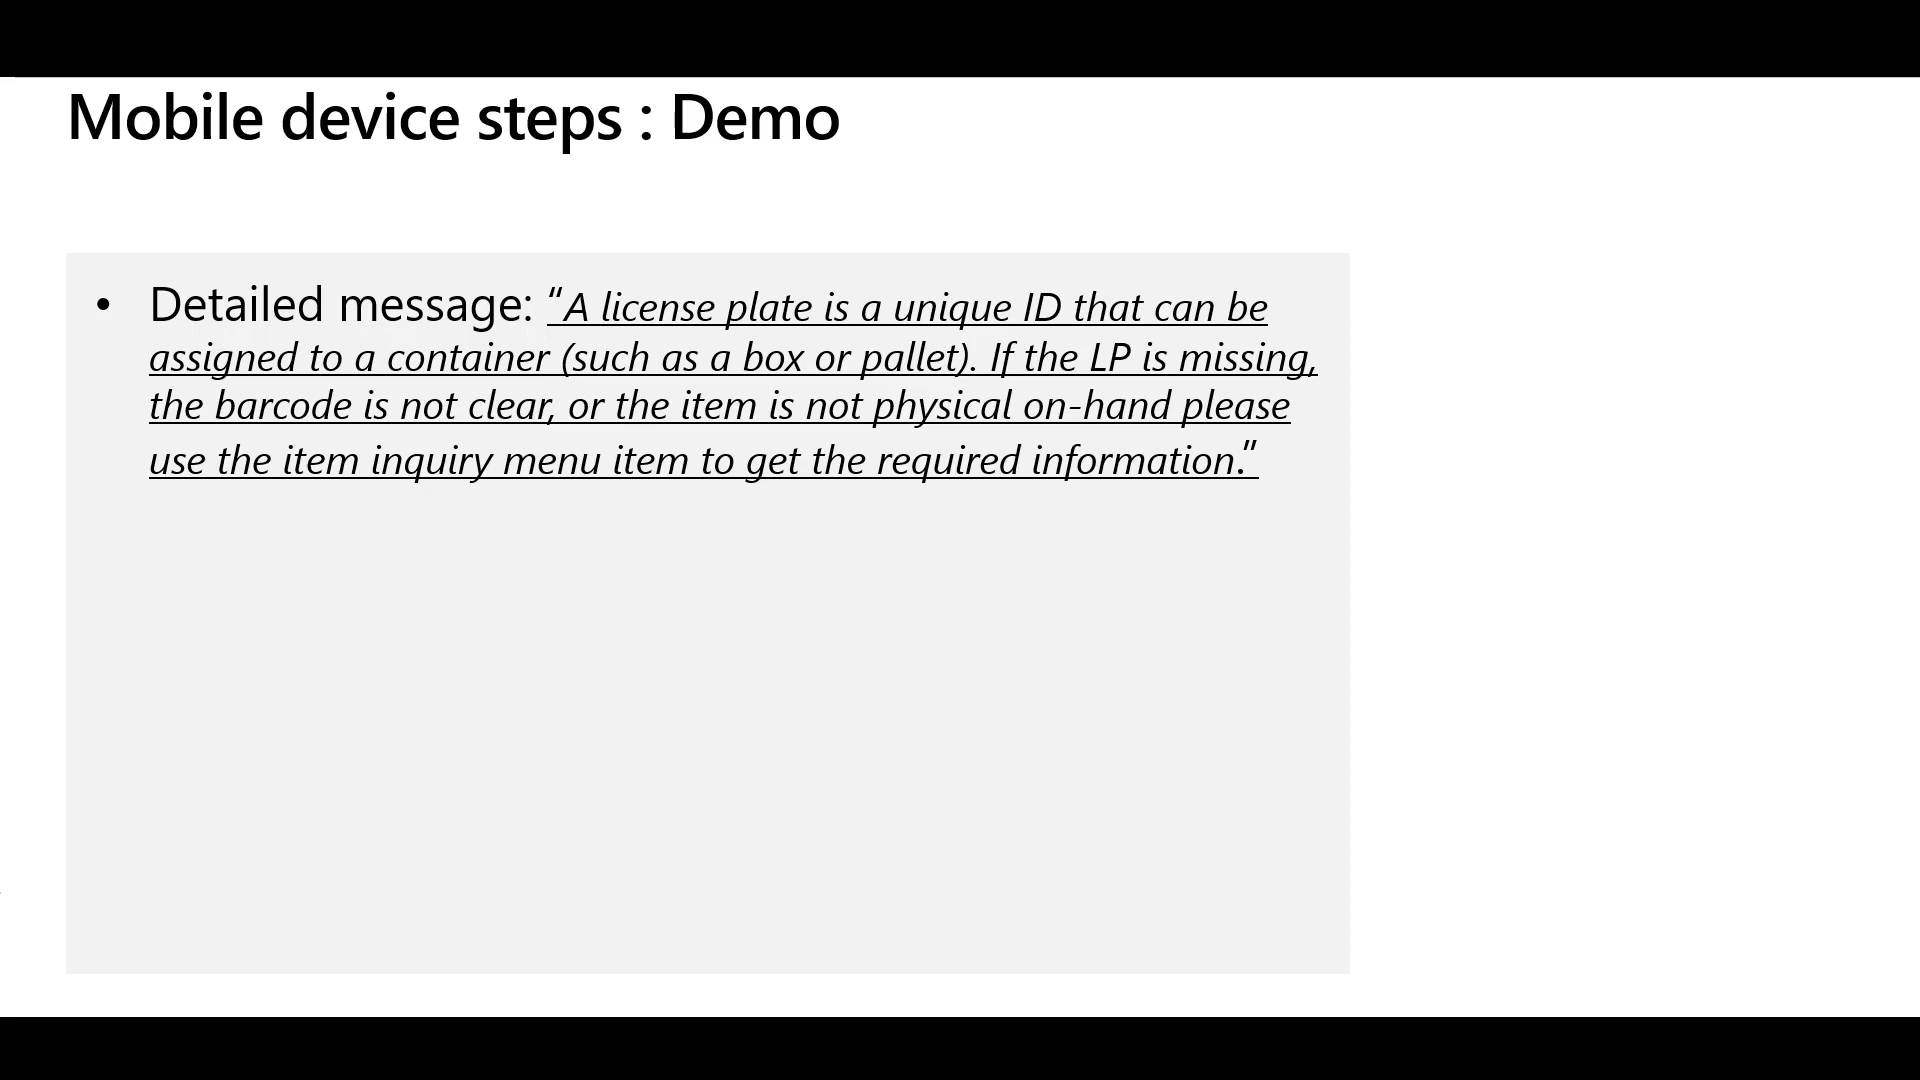 Mobile device steps : Demo
• Detailed message: “A license plate is a unique ID that can be
assigned to a container (such as a box or pallet). If the LP is missing,
the barcode is not clear, or the item is not physical on-hand please
use the item inquiry menu item to get the required information.”